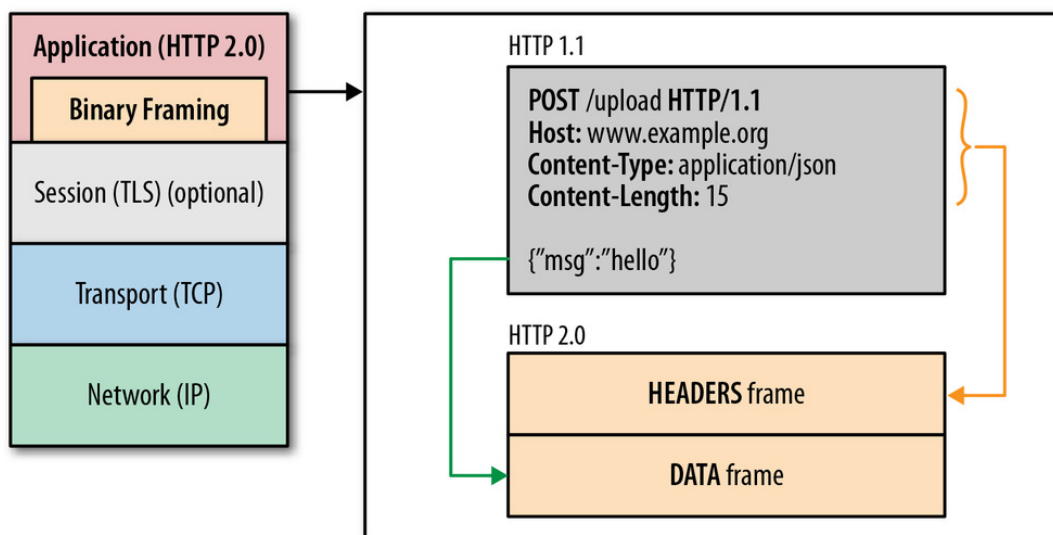 Application (HTTP 2.0)
Binary Framing
Session (TLS) (optional)
Transport (TCP)
Network (IP)
HTTP 1.1
POST /upload HTTP/1.1
Host: www.example.org
Content-Type: application/json
Content-Length: 15
{”msg”:”hello”}
HTTP 2.0
HEADERS frame
DATA frame